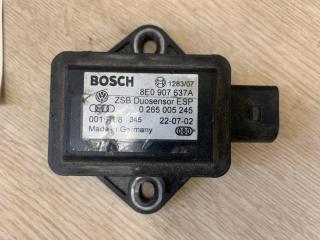 BOSCH 1283/07
8E0 907 637A
ZSB Duosensor ESP
0 265 005 245
245 22-07-02
Made in Germany